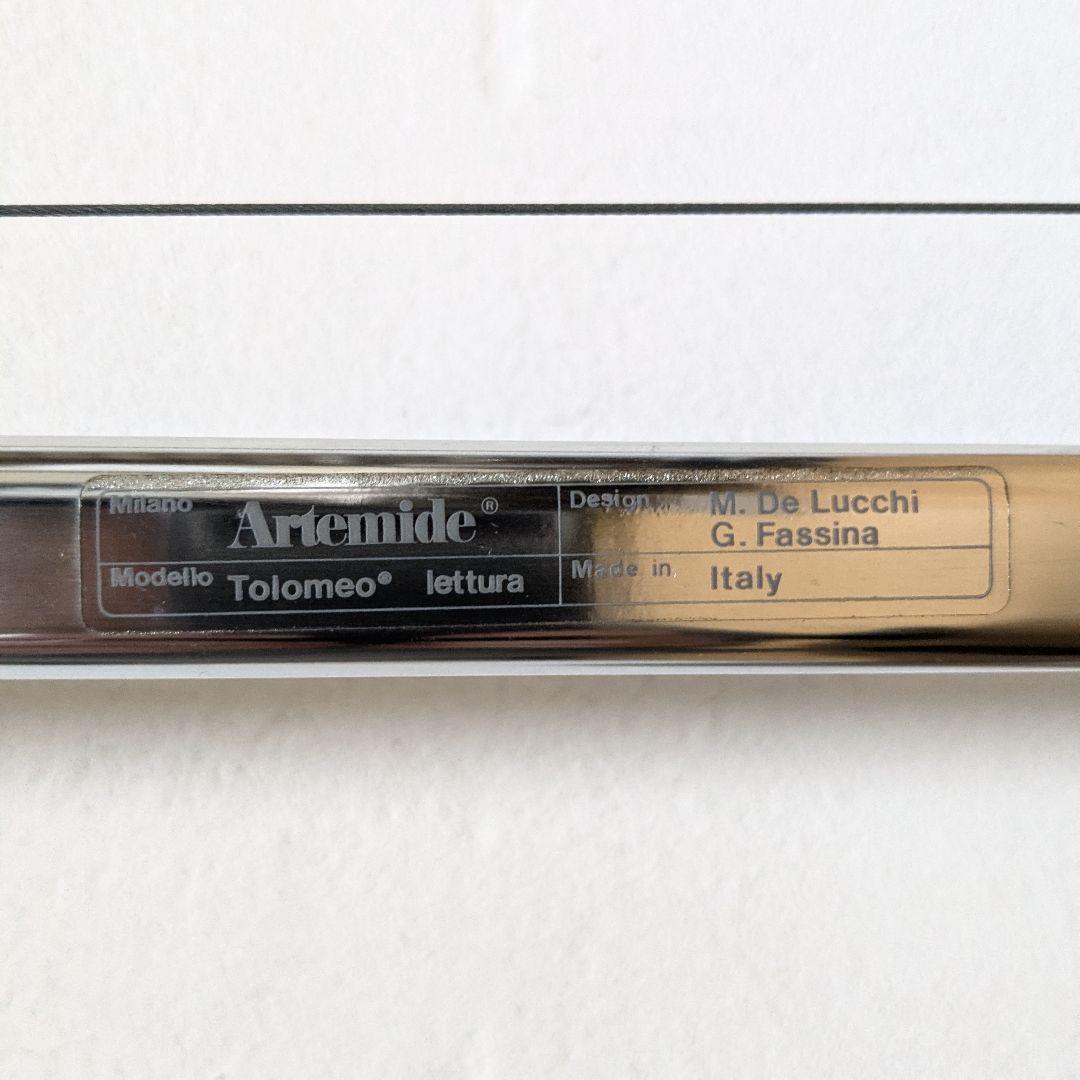 Milano Artemide ®
Modello Tolomeo® lettura
Design M. De Lucchi
G. Fassina
Made in Italy